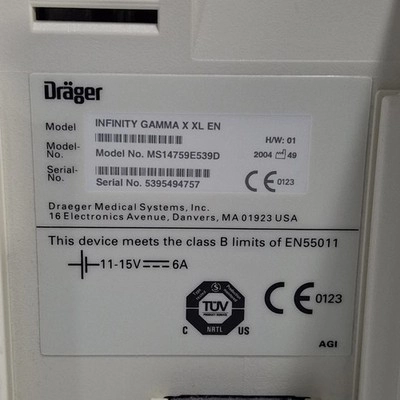 Dräger
Model INFINITY GAMMA X XL EN
H/W: 01
Model-No. Model No. MS14759E539D
2004 49
Serial-No. Serial No. 5395494757
CE 0123
Draeger Medical Systems, Inc.
16 Electronics Avenue, Danvers, MA 01923 USA
This device meets the class B limits of EN55011
11-15V 6A
TÜV
C NRTL US
CE 0123
AGI